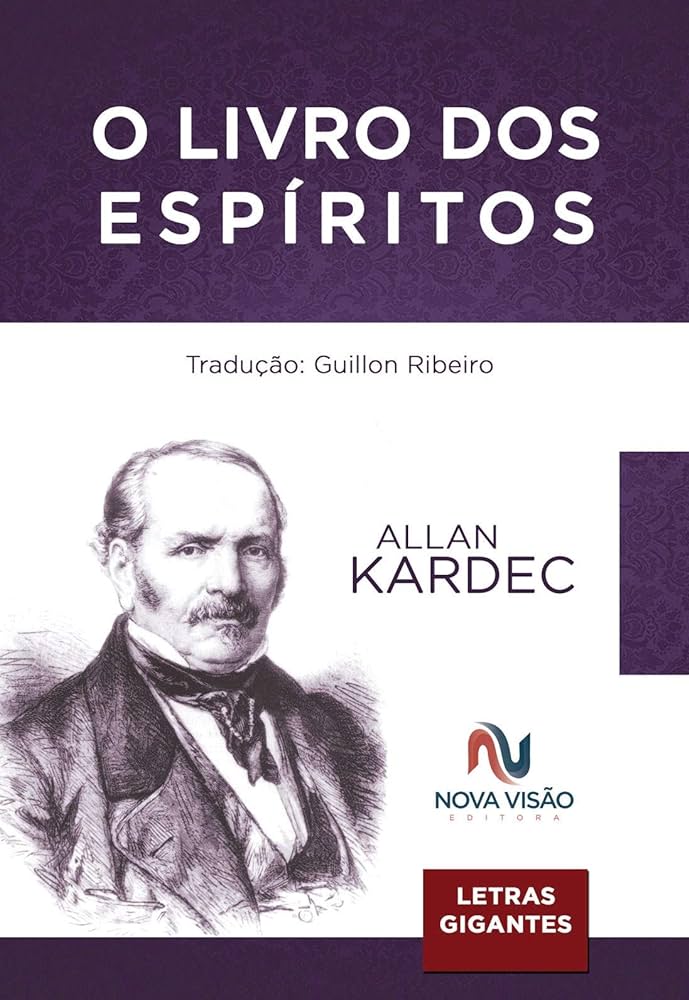 O LIVRO DOS
ESPÍRITOS
Tradução: Guillon Ribeiro
ALLAN
KARDEC
NOVA VISÃO
EDITORA
LETRAS
GIGANTES